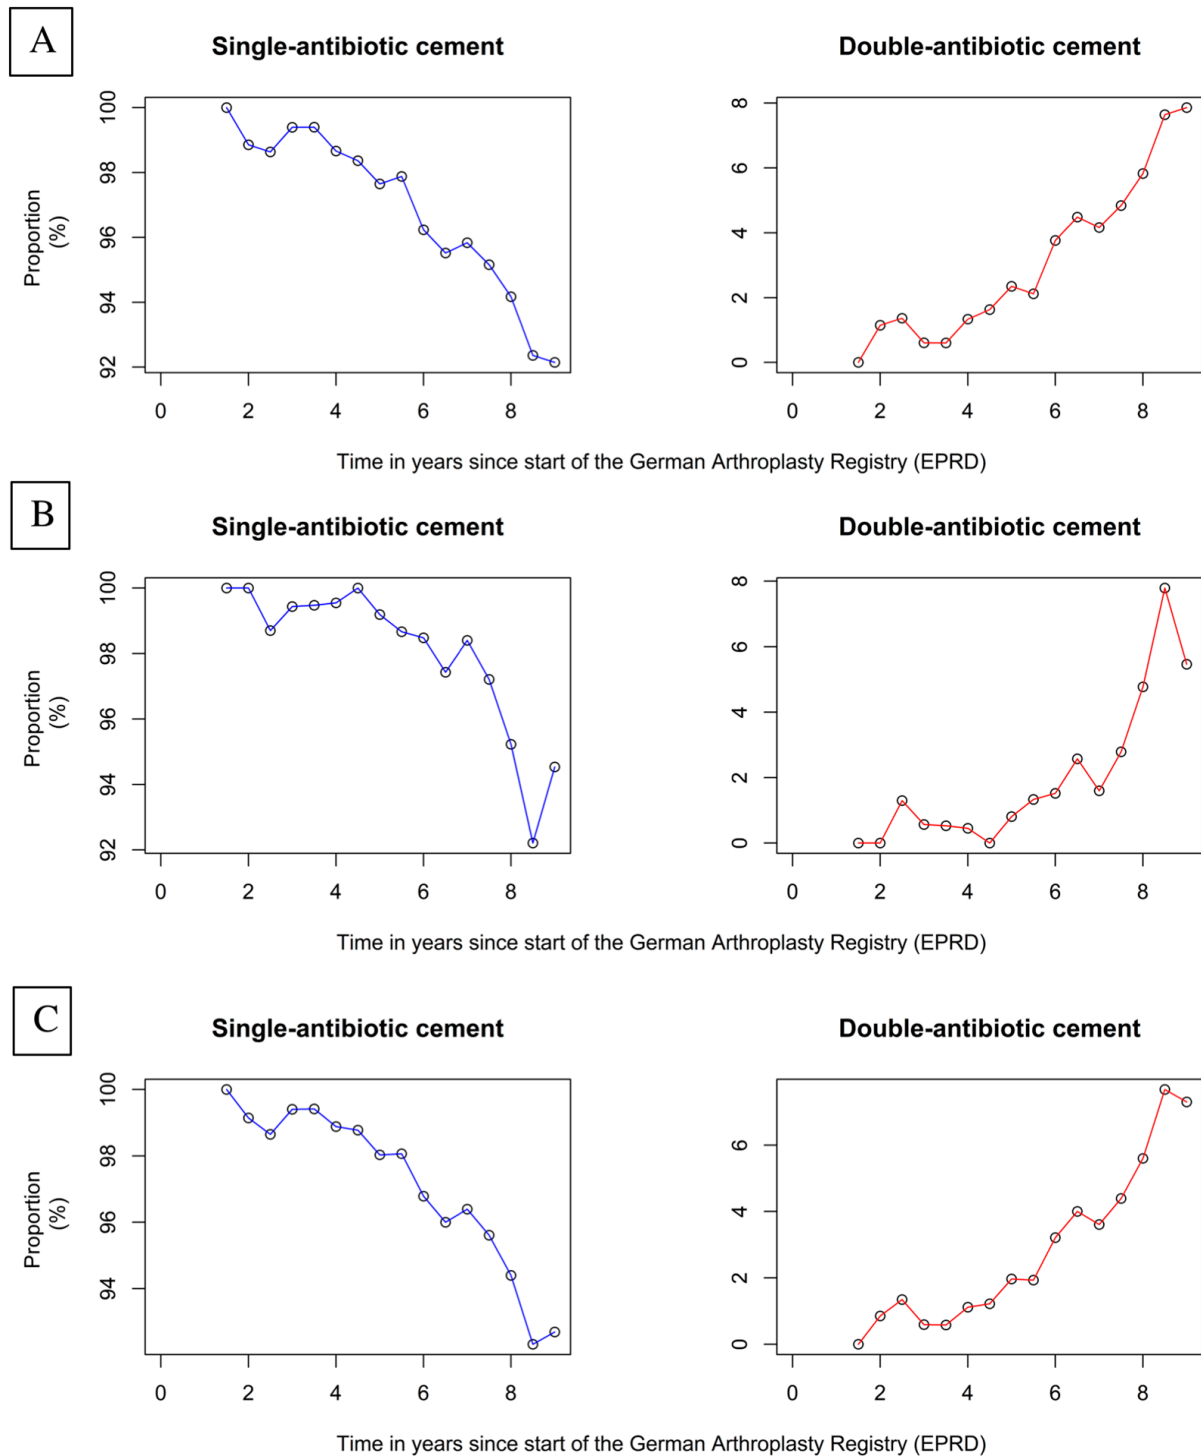 A
Single-antibiotic cement
Double-antibiotic cement
Proportion
(%)
100
98
96
94
92
0 2 4 6 8
8
6
4
2
0
0 2 4 6 8
Time in years since start of the German Arthroplasty Registry (EPRD)
B
Single-antibiotic cement
Double-antibiotic cement
Proportion
(%)
100
98
96
94
92
0 2 4 6 8
8
6
4
2
0
0 2 4 6 8
Time in years since start of the German Arthroplasty Registry (EPRD)
C
Single-antibiotic cement
Double-antibiotic cement
Proportion
(%)
100
98
96
94
0 2 4 6 8
6
4
2
0
0 2 4 6 8
Time in years since start of the German Arthroplasty Registry (EPRD)